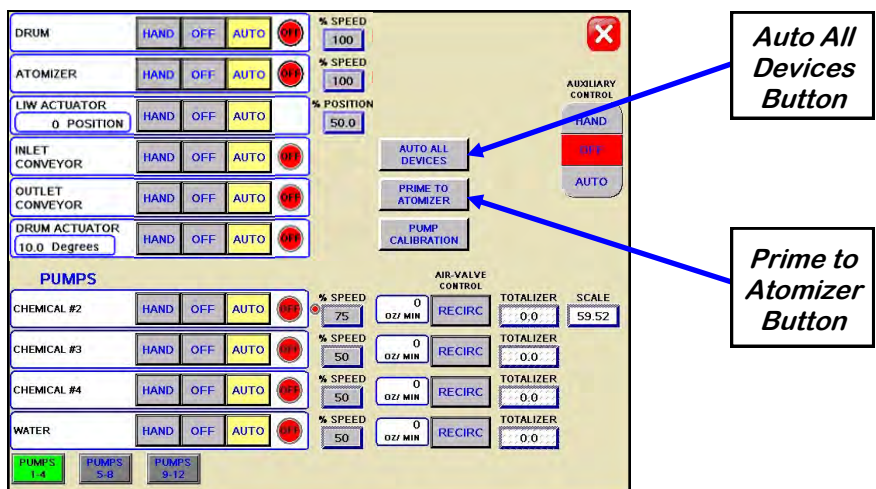 DRUM HAND OFF AUTO OFF % SPEED 100
ATOMIZER HAND OFF AUTO OFF % SPEED 100
LIW ACTUATOR
0 POSITION HAND OFF AUTO % POSITION 50.0
INLET
CONVEYOR HAND OFF AUTO OFF
OUTLET
CONVEYOR HAND OFF AUTO OFF
DRUM ACTUATOR
10.0 Degrees HAND OFF AUTO OFF
AUTO ALL
DEVICES
PRIME TO
ATOMIZER
PUMP
CALIBRATION
AUXILIARY
CONTROL
HAND
OFF
AUTO
Auto All
Devices
Button
Prime to
Atomizer
Button
PUMPS
AIR-VALVE
CONTROL
% SPEED TOTALIZER SCALE
CHEMICAL #2 HAND OFF AUTO OFF 75 0 OZ/ MIN RECIRC 0.0 59.52
% SPEED TOTALIZER
CHEMICAL #3 HAND OFF AUTO OFF 50 0 OZ/ MIN RECIRC 0.0
% SPEED TOTALIZER
CHEMICAL #4 HAND OFF AUTO OFF 50 0 OZ/ MIN RECIRC 0.0
% SPEED TOTALIZER
WATER HAND OFF AUTO OFF 50 0 OZ/ MIN RECIRC 0.0
PUMPS
1-4
PUMPS
5-8
PUMPS
9-12